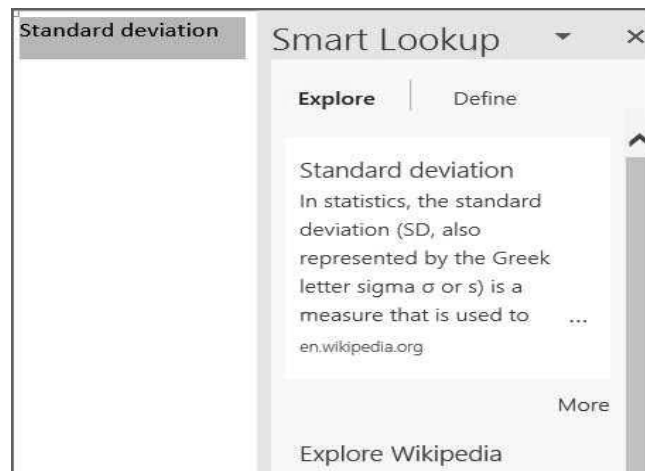 Standard deviation
Smart Lookup
Explore
Define
Standard deviation
In statistics, the standard
deviation (SD, also
represented by the Greek
letter sigma σ or s) is a
measure that is used to ...
en.wikipedia.org
More
Explore Wikipedia